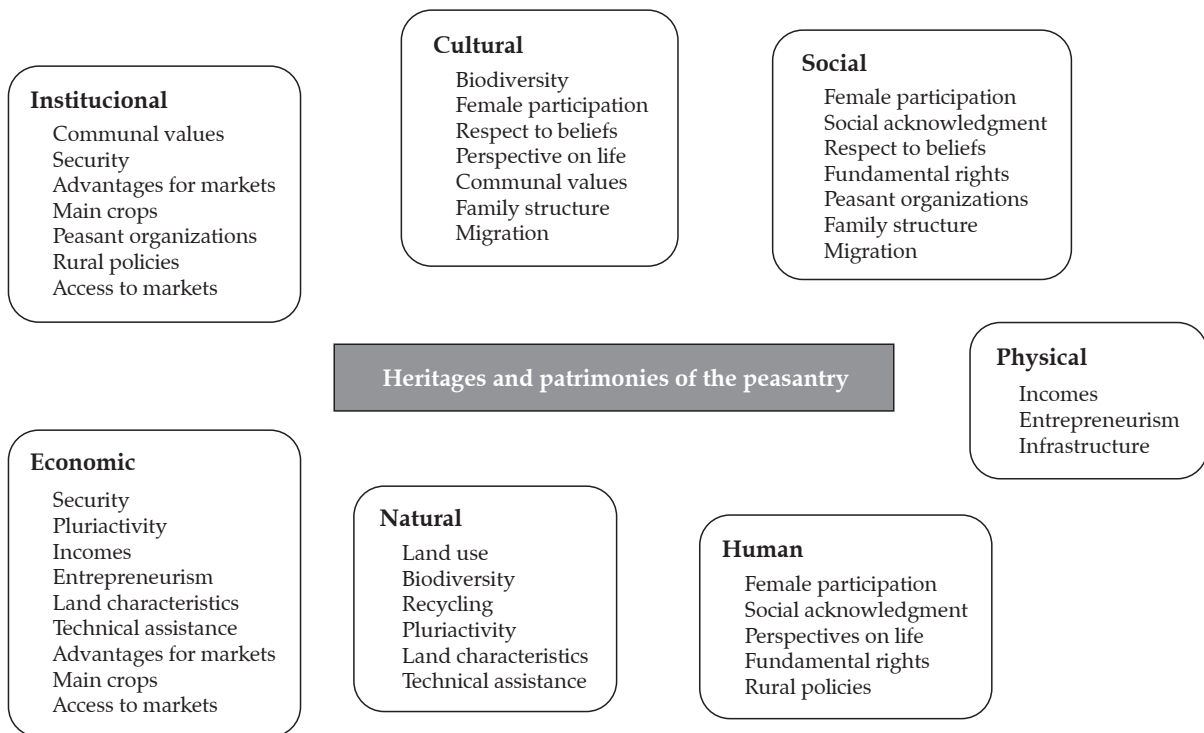 Institucional
Communal values
Security
Advantages for markets
Main crops
Peasant organizations
Rural policies
Access to markets
Cultural
Biodiversity
Female participation
Respect to beliefs
Perspective on life
Communal values
Family structure
Migration
Social
Female participation
Social acknowledgment
Respect to beliefs
Fundamental rights
Peasant organizations
Family structure
Migration
Heritages and patrimonies of the peasantry
Physical
Incomes
Entrepreneurism
Infrastructure
Economic
Security
Pluriactivity
Incomes
Entrepreneurism
Land characteristics
Technical assistance
Advantages for markets
Main crops
Access to markets
Natural
Land use
Biodiversity
Recycling
Pluriactivity
Land characteristics
Technical assistance
Human
Female participation
Social acknowledgment
Perspectives on life
Fundamental rights
Rural policies